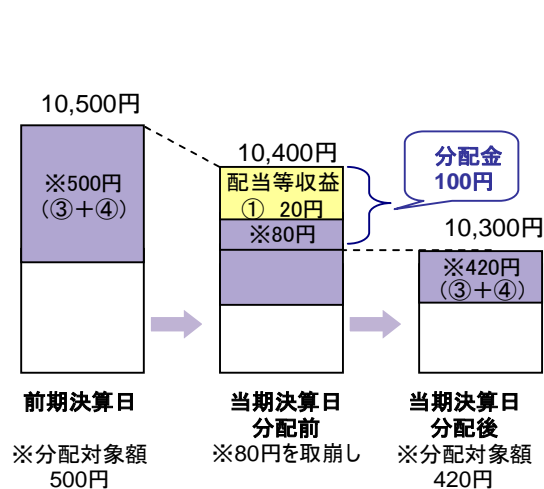 10,500円
※500円
(③+④)
前期決算日
※分配対象額
500円
10,400円
配当等収益
① 20円
※80円
当期決算日
分配前
※80円を取崩し
分配金
100円
10,300円
※420円
(③+④)
当期決算日
分配後
※分配対象額
420円